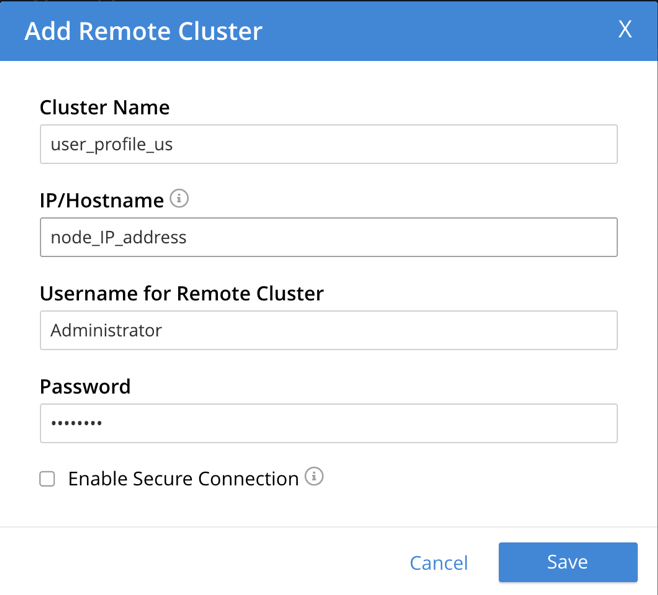 Add Remote Cluster X
Cluster Name
user_profile_us
IP/Hostname i
node_IP_address
Username for Remote Cluster
Administrator
Password
••••••••
Enable Secure Connection i
Cancel Save